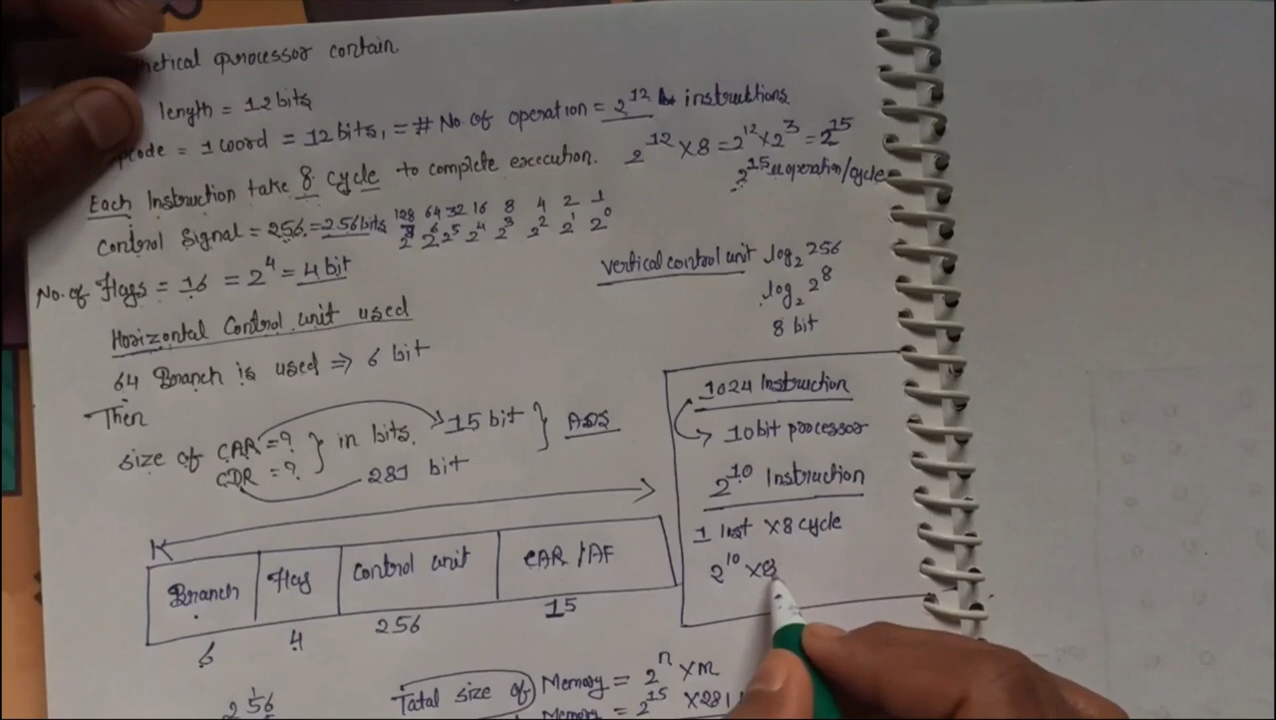 processor contain.
length = 12 bits
= 1 word = 12 bits, = # No of operation = 2^12 instructions
2^12 × 8 = 2^12 × 2^3 = 2^15
2^15 μoperation/cycle
Each Instruction take 8 cycle to complete execution.
128 64 32 16 8 4 2 1
Control Signal = 256 = 256 bits
2^6 2^5 2^4 2^3 2^2 2^1 2^0
No. of Flags = 16 = 2^4 = 4 bit
vertical control unit log₂ 256
log₂ 2^8
8 bit
Horizontal Control unit used
64 Branch is used ⇒ 6 bit
Then
size of CAR = ? } in bits. 15 bit } ADS
CDR = ? 281 bit
1024 Instruction
10 bit processor
2^10 Instruction
1 Inst × 8 cycle
2^10 × 8
Branch Flag Control unit CAR / AF
6 4 256 15
256
Tatal size of Memory = 2^n × m
Memory = 2^15 × 281